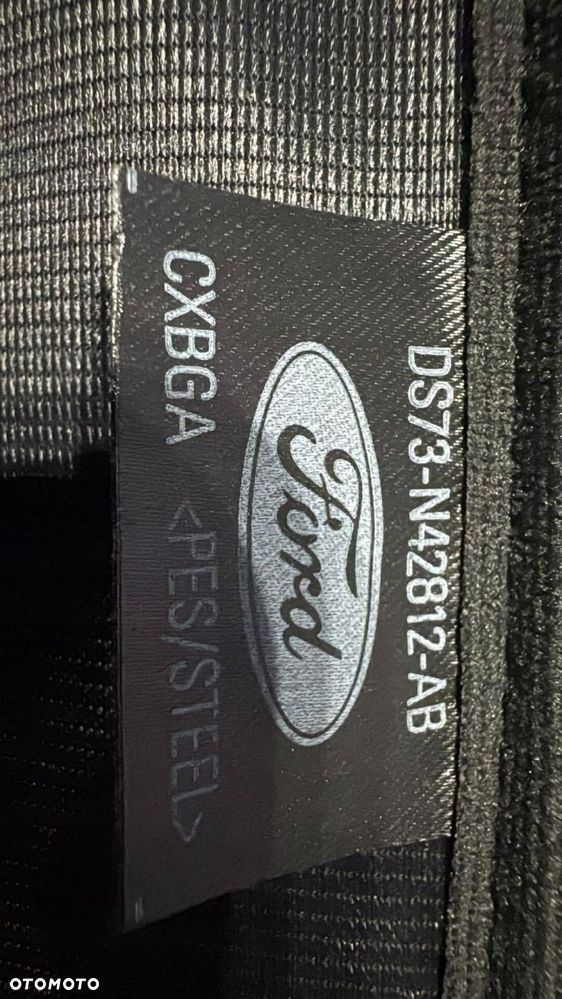 DS73-N42812-AB
Ford
CXBGA <PES/STEEL>
OTOMOTO